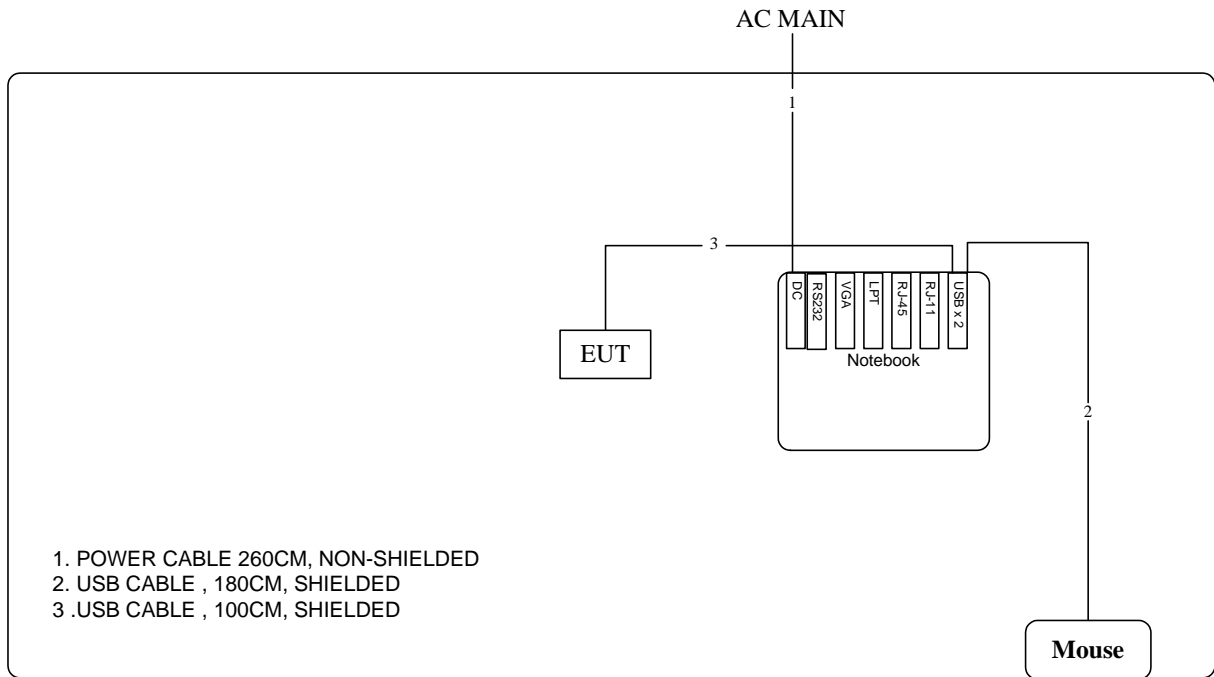 AC MAIN
1
3
DC
RS232
VGA
LPT
RJ-45
RJ-11
USB x 2
EUT
Notebook
2
1. POWER CABLE 260CM, NON-SHIELDED
2. USB CABLE , 180CM, SHIELDED
3 .USB CABLE , 100CM, SHIELDED
Mouse